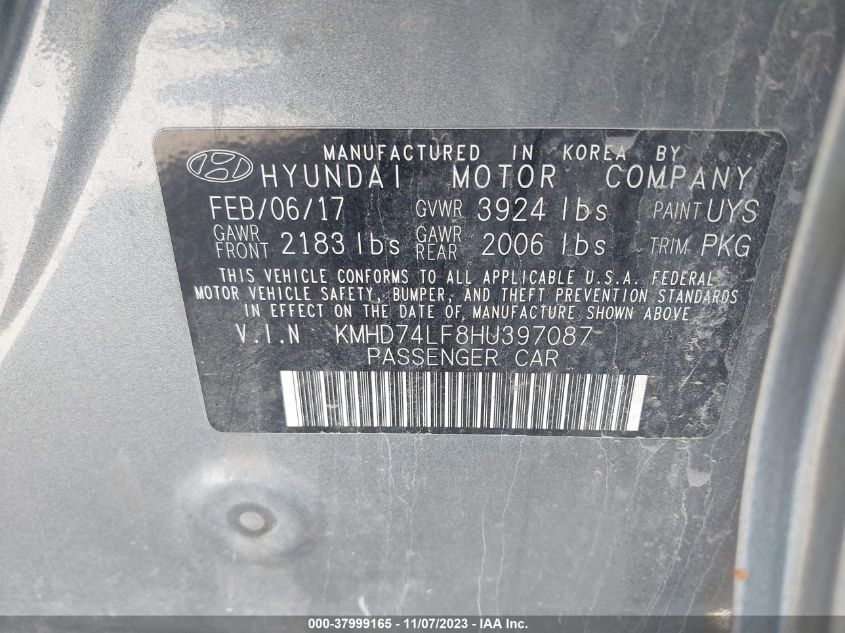 MANUFACTURED IN KOREA BY
HYUNDAI MOTOR COMPANY
FEB/06/17 GVWR 3924 lbs PAINT UYS
GAWR FRONT 2183 lbs GAWR REAR 2006 lbs TRIM PKG
THIS VEHICLE CONFORMS TO ALL APPLICABLE U.S.A. FEDERAL
MOTOR VEHICLE SAFETY, BUMPER, AND THEFT PREVENTION STANDARDS
IN EFFECT ON THE DATE OF MANUFACTURE SHOWN ABOVE
V.I.N KMHD74LF8HU397087
PASSENGER CAR
000-37999165 - 11/07/2023 - IAA Inc.